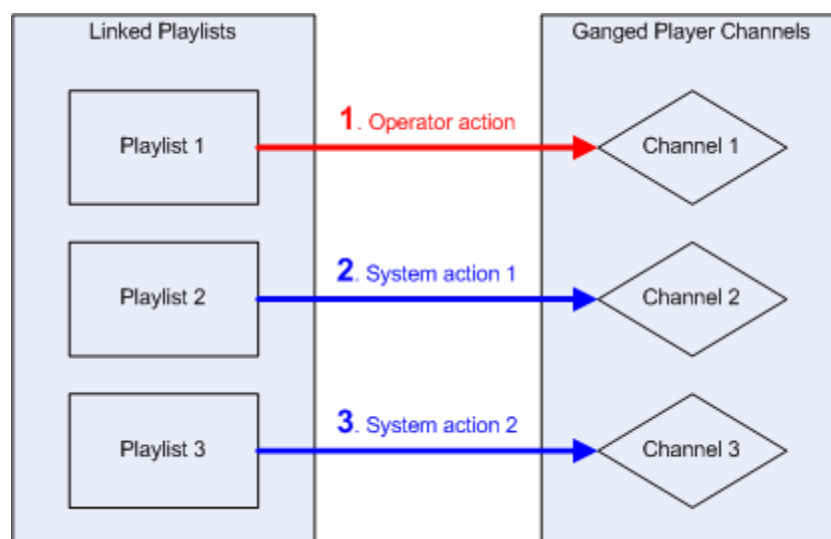 Linked Playlists
Ganged Player Channels
Playlist 1
1. Operator action
Channel 1
Playlist 2
2. System action 1
Channel 2
Playlist 3
3. System action 2
Channel 3